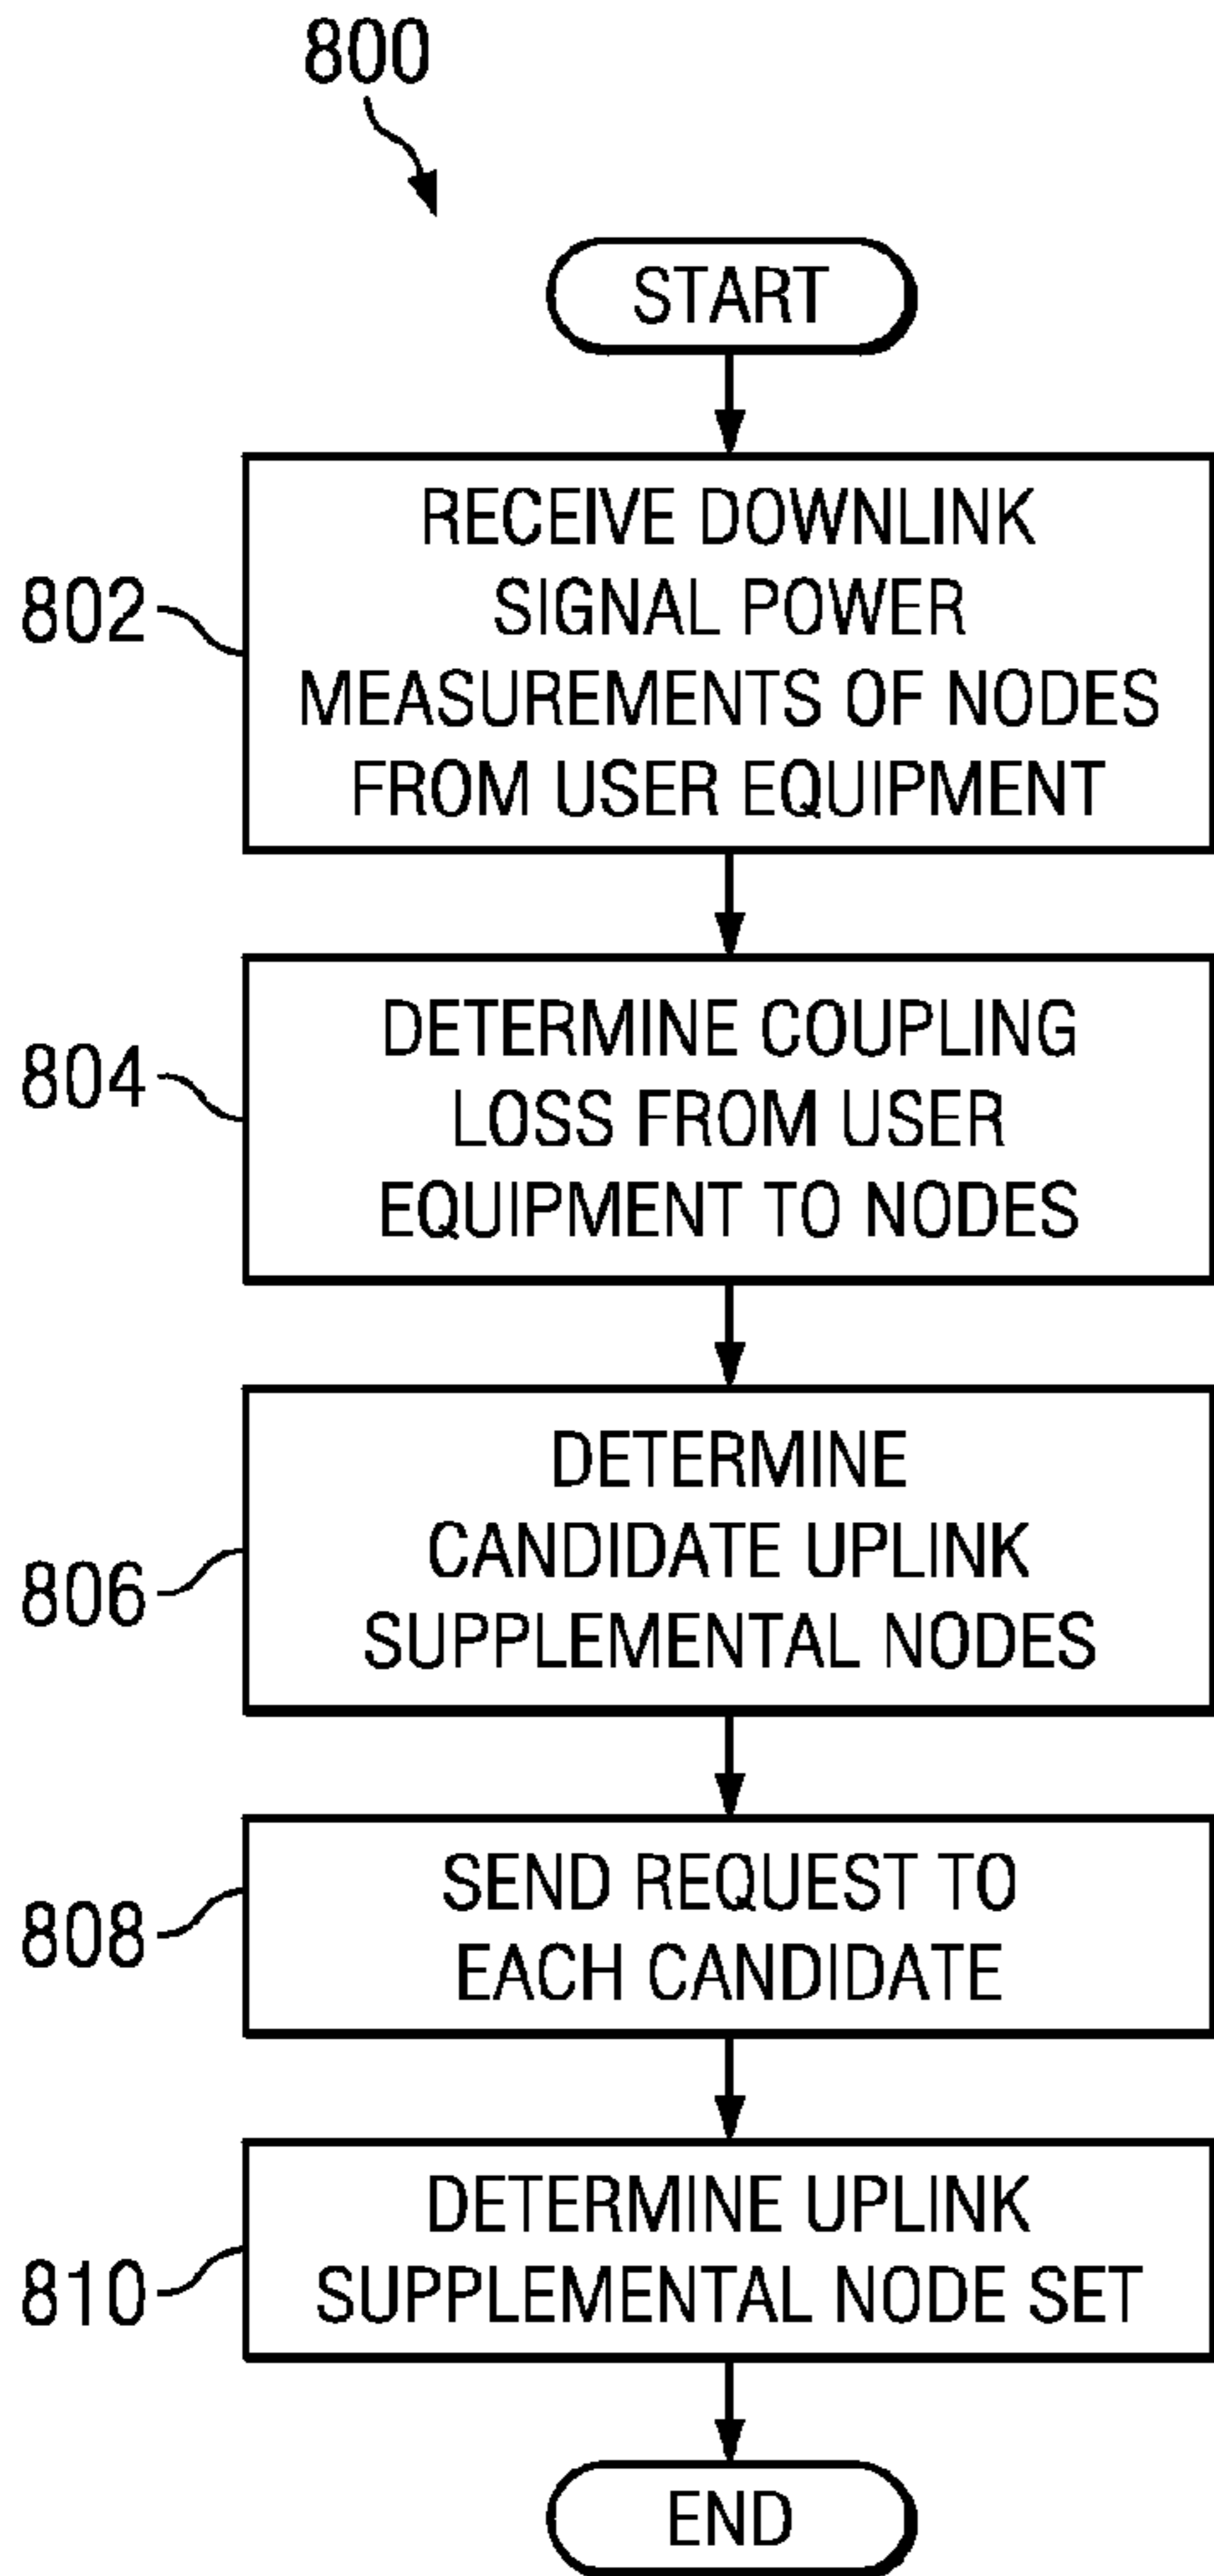 800
START
802
RECEIVE DOWNLINK
SIGNAL POWER
MEASUREMENTS OF NODES
FROM USER EQUIPMENT
804
DETERMINE COUPLING
LOSS FROM USER
EQUIPMENT TO NODES
806
DETERMINE
CANDIDATE UPLINK
SUPPLEMENTAL NODES
808
SEND REQUEST TO
EACH CANDIDATE
810
DETERMINE UPLINK
SUPPLEMENTAL NODE SET
END